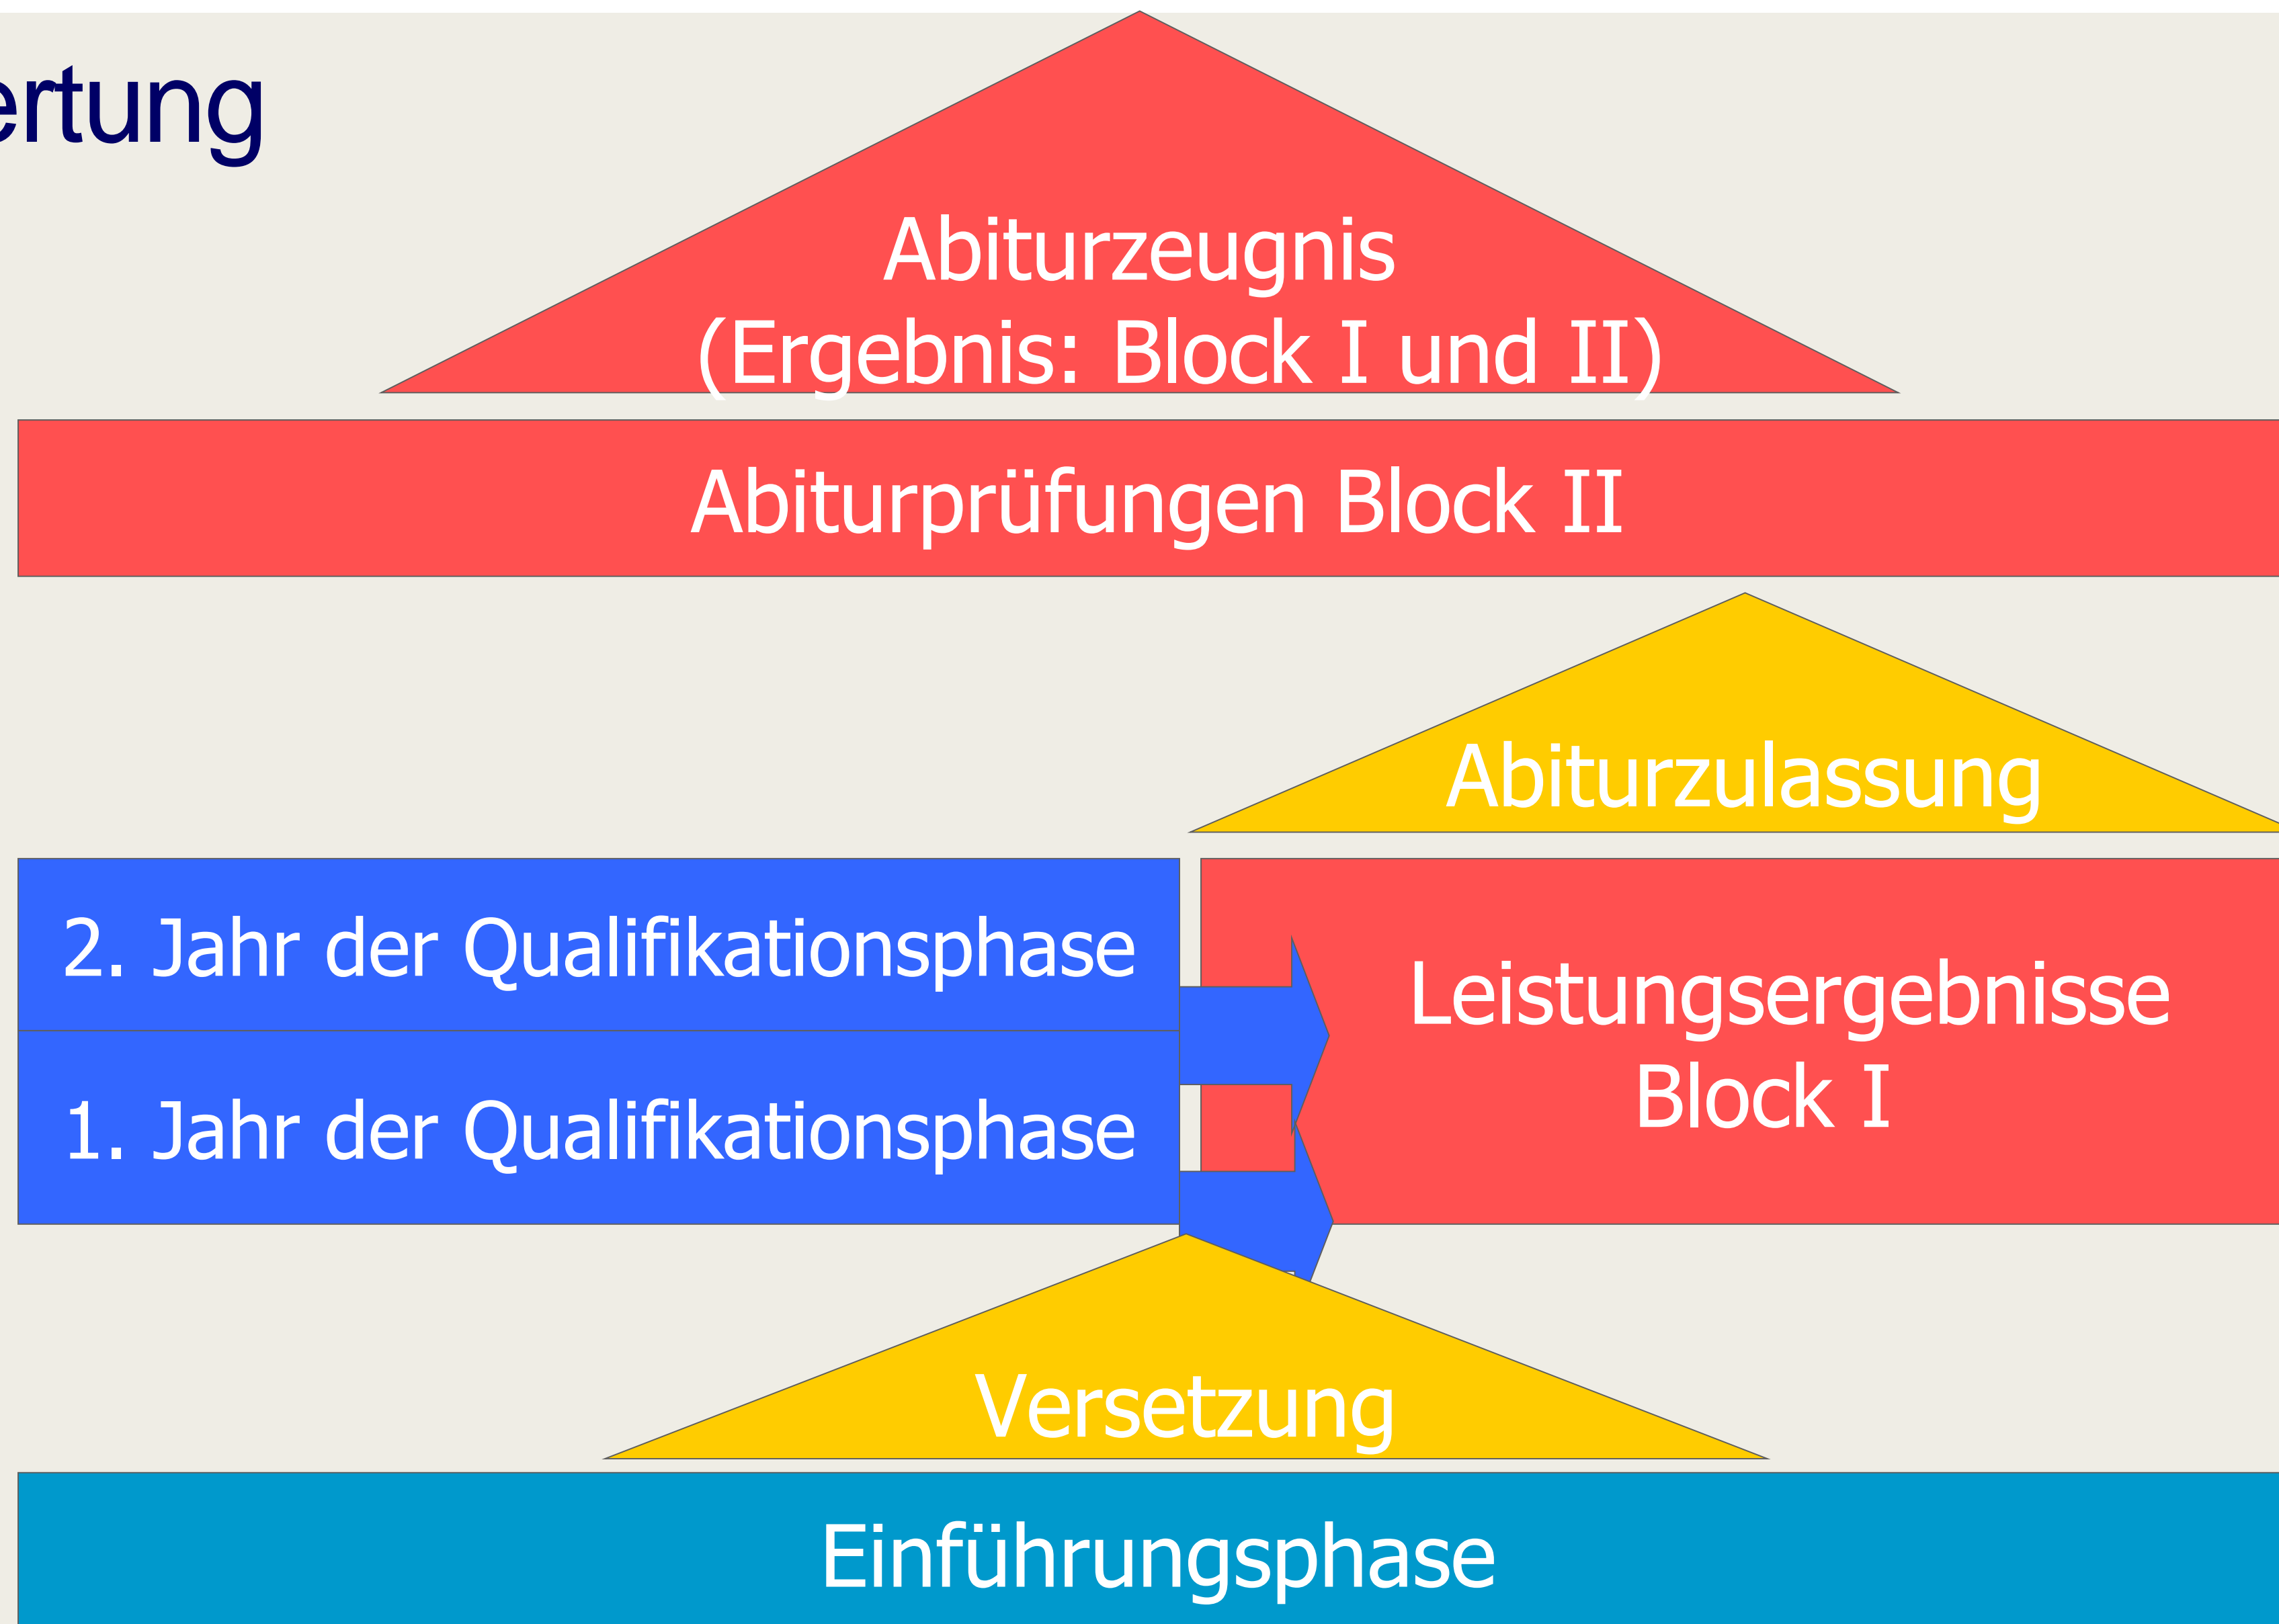 ertung
Abiturzeugnis
(Ergebnis: Block I und II)
Abiturprüfungen Block II
Abiturzulassung
2. Jahr der Qualifikationsphase
1. Jahr der Qualifikationsphase
Leistungsergebnisse
Block I
Versetzung
Einführungsphase